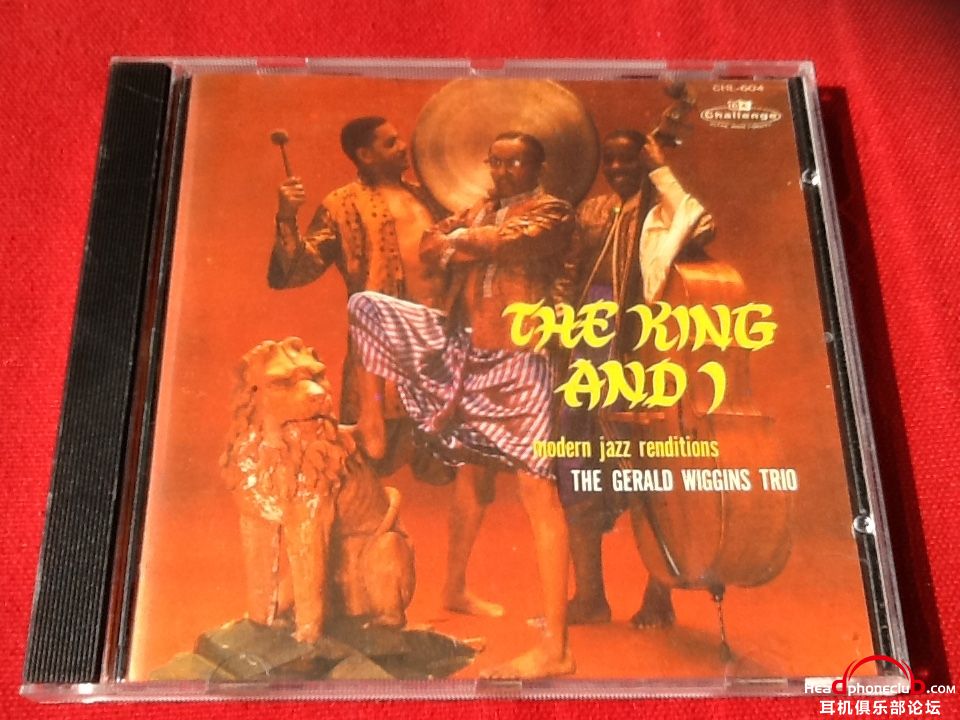 CHL-604
Challenge
THE KING
AND I
modern jazz renditions
THE GERALD WIGGINS TRIO
Headphoneclub.com
耳机俱乐部论坛